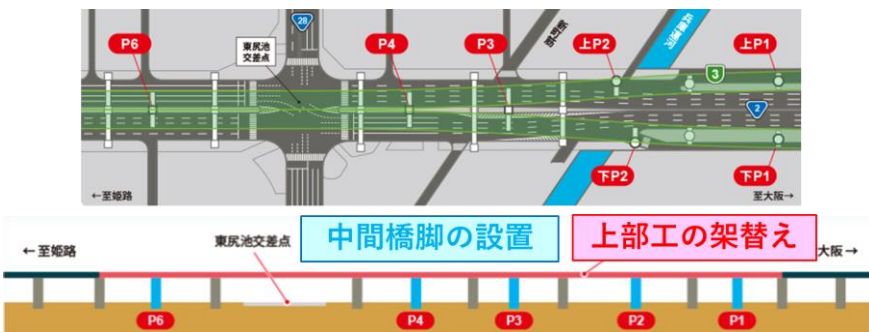 28
P6
東尻池
交差点
P4
P3
上P2
上P1
3
2
下P2
下P1
←至姫路
至大阪→
←至姫路
東尻池交差点
中間橋脚の設置
上部工の架替え
大阪→
P6
P4
P3
P2
P1